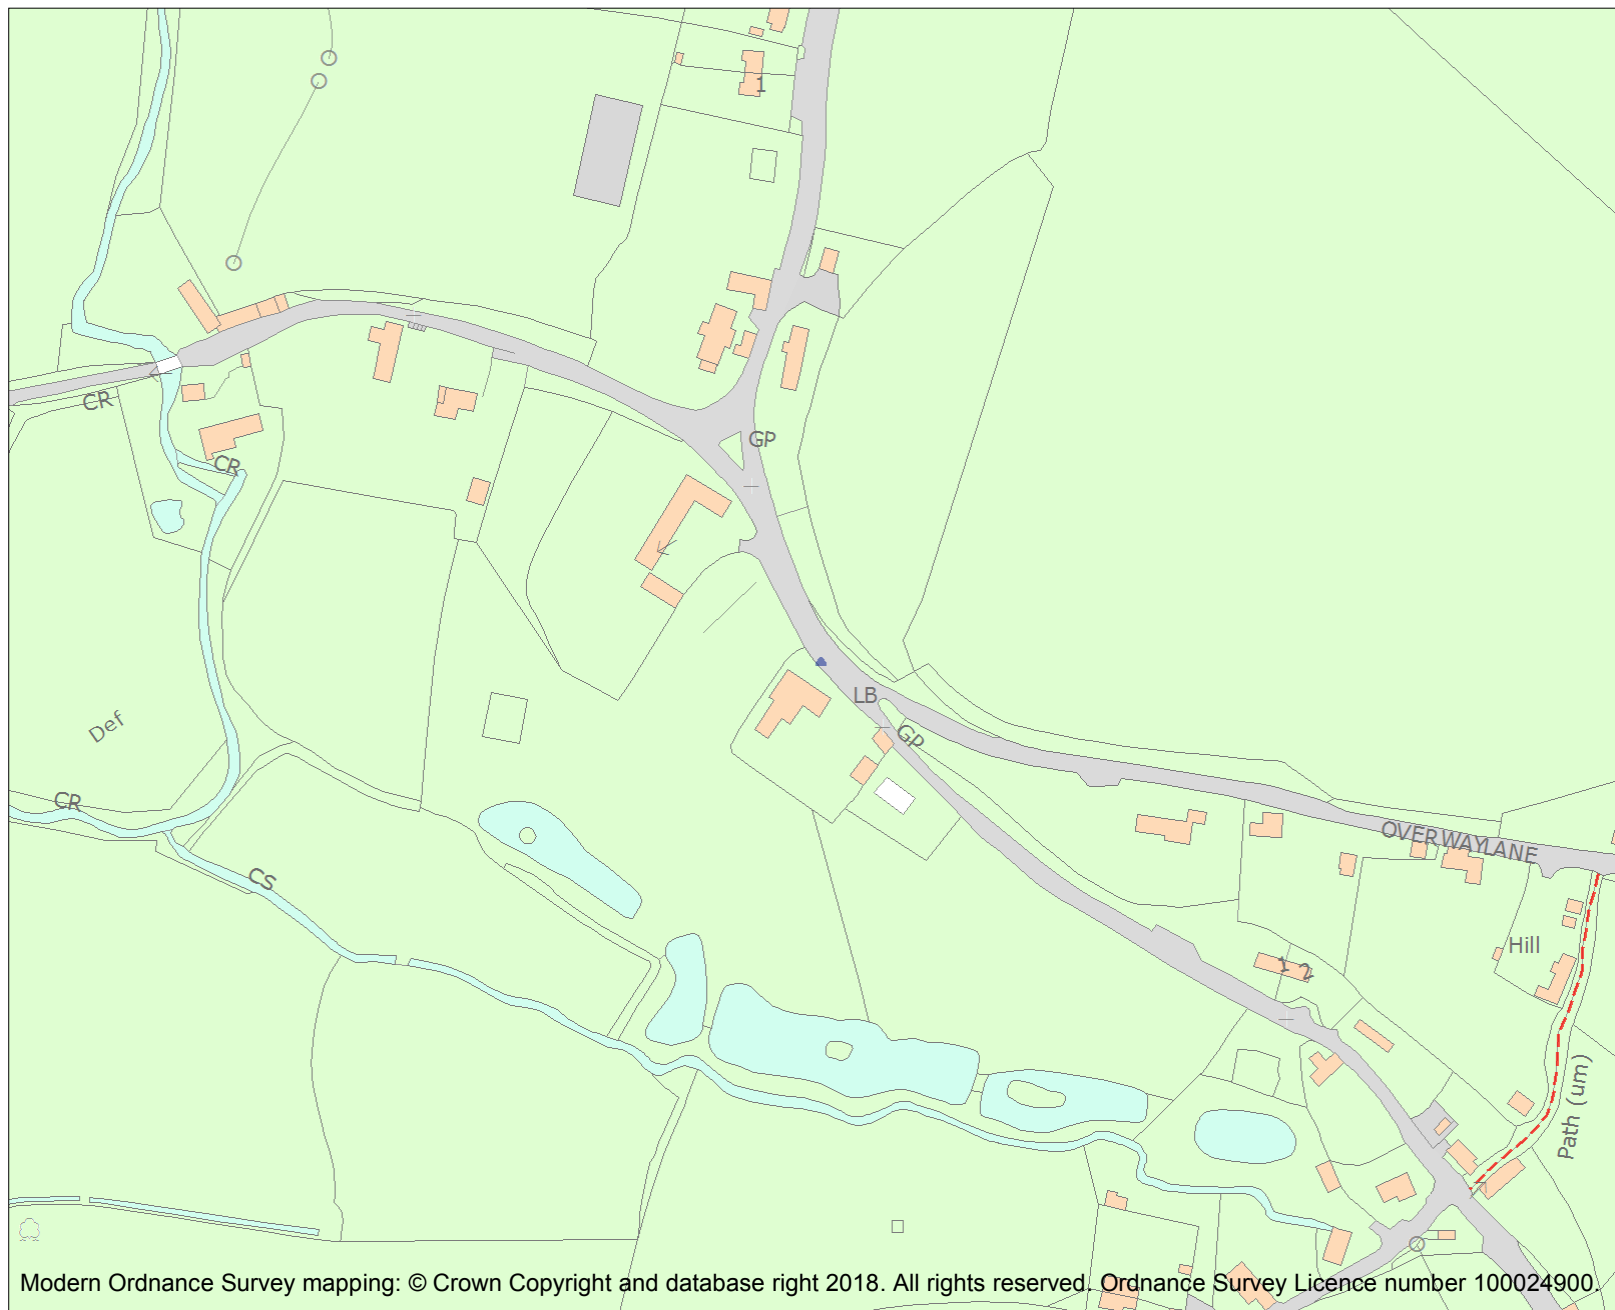 1
CR
GP
CR
LB
GP
Def
CR
OVERWAYLANE
CS
Hill
1
2
Path (um)
Modern Ordnance Survey mapping: © Crown Copyright and database right 2018. All rights reserved. Ordnance Survey Licence number 100024900.